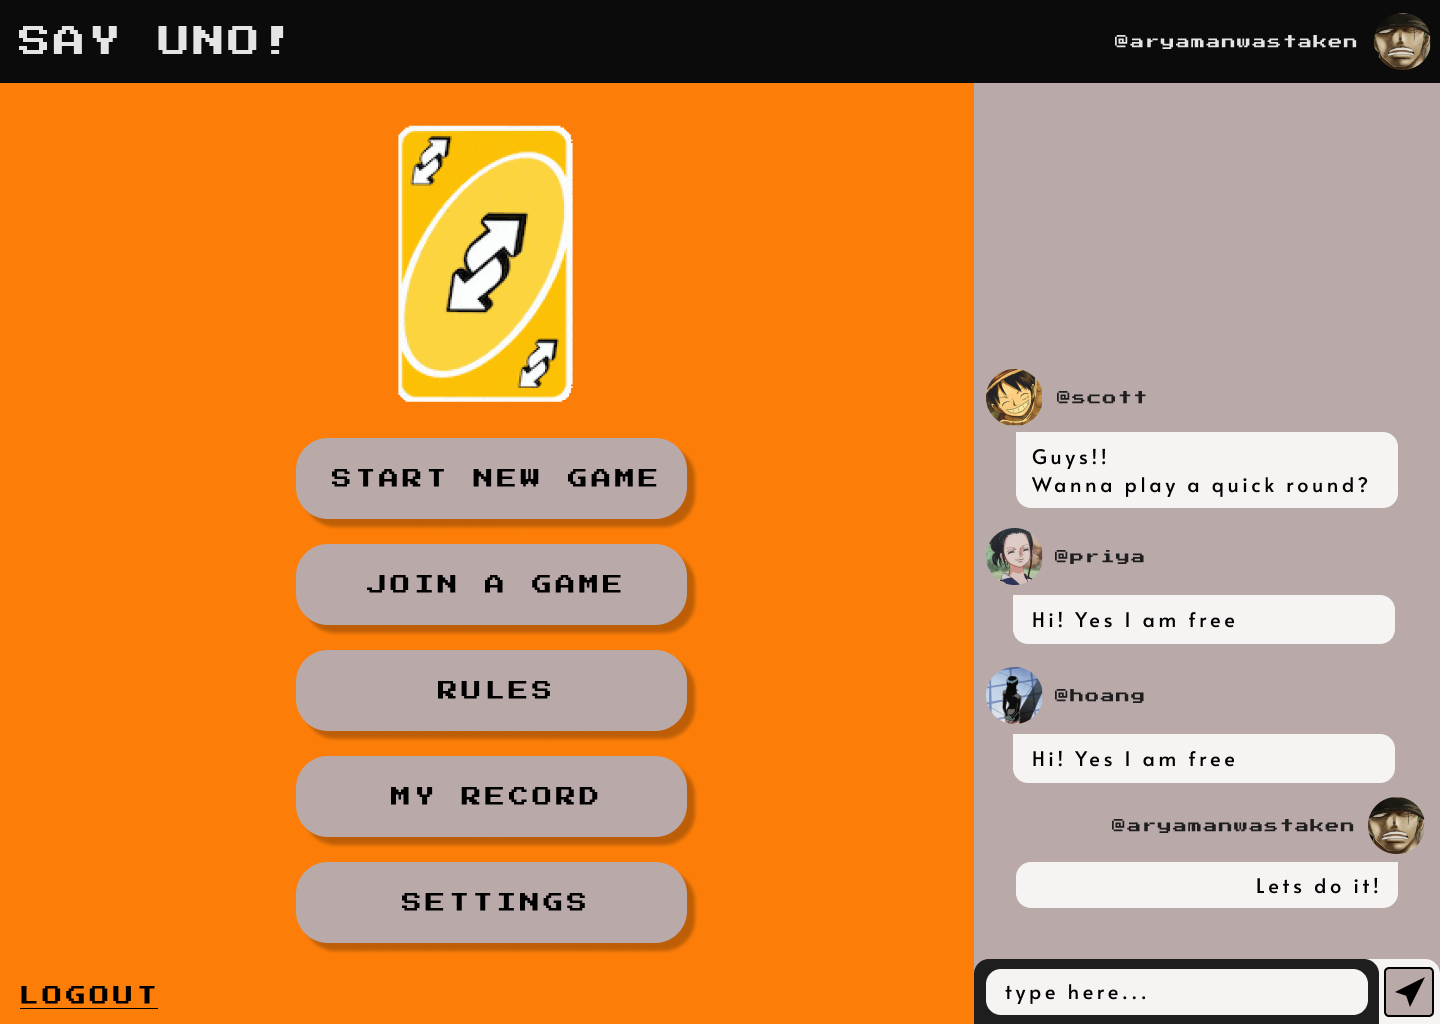 SAY UNO!
@aryamanwastaken
START NEW GAME
JOIN A GAME
RULES
MY RECORD
SETTINGS
LOGOUT
@scott
Guys!!
Wanna play a quick round?
@priya
Hi! Yes I am free
@hoang
Hi! Yes I am free
@aryamanwastaken
Lets do it!
type here...